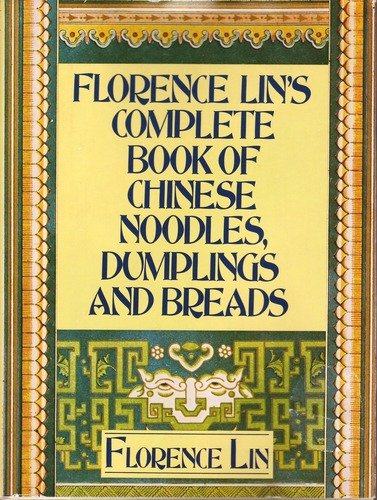 FLORENCE LIN'S
COMPLETE
BOOK OF
CHINESE
NOODLES,
DUMPLINGS
AND BREADS
FLORENCE LIN